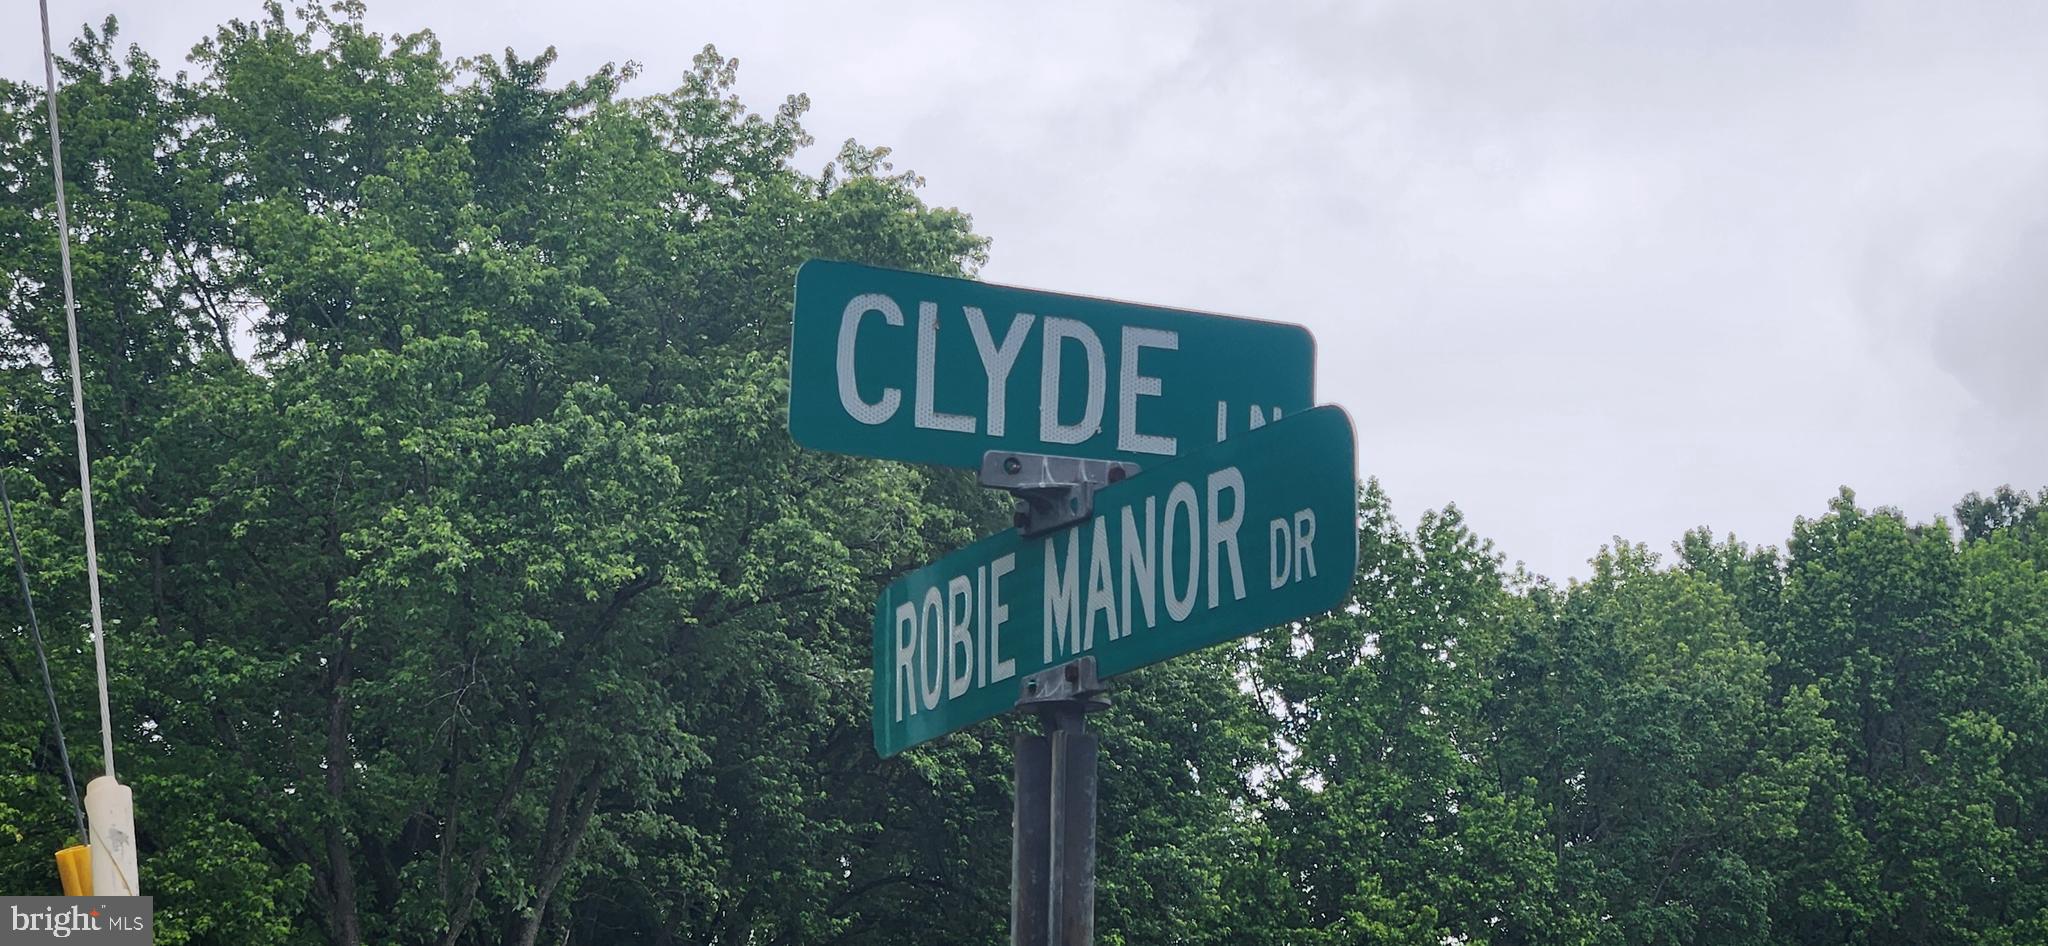 CLYDE LN
ROBIE MANOR DR
bright MLS